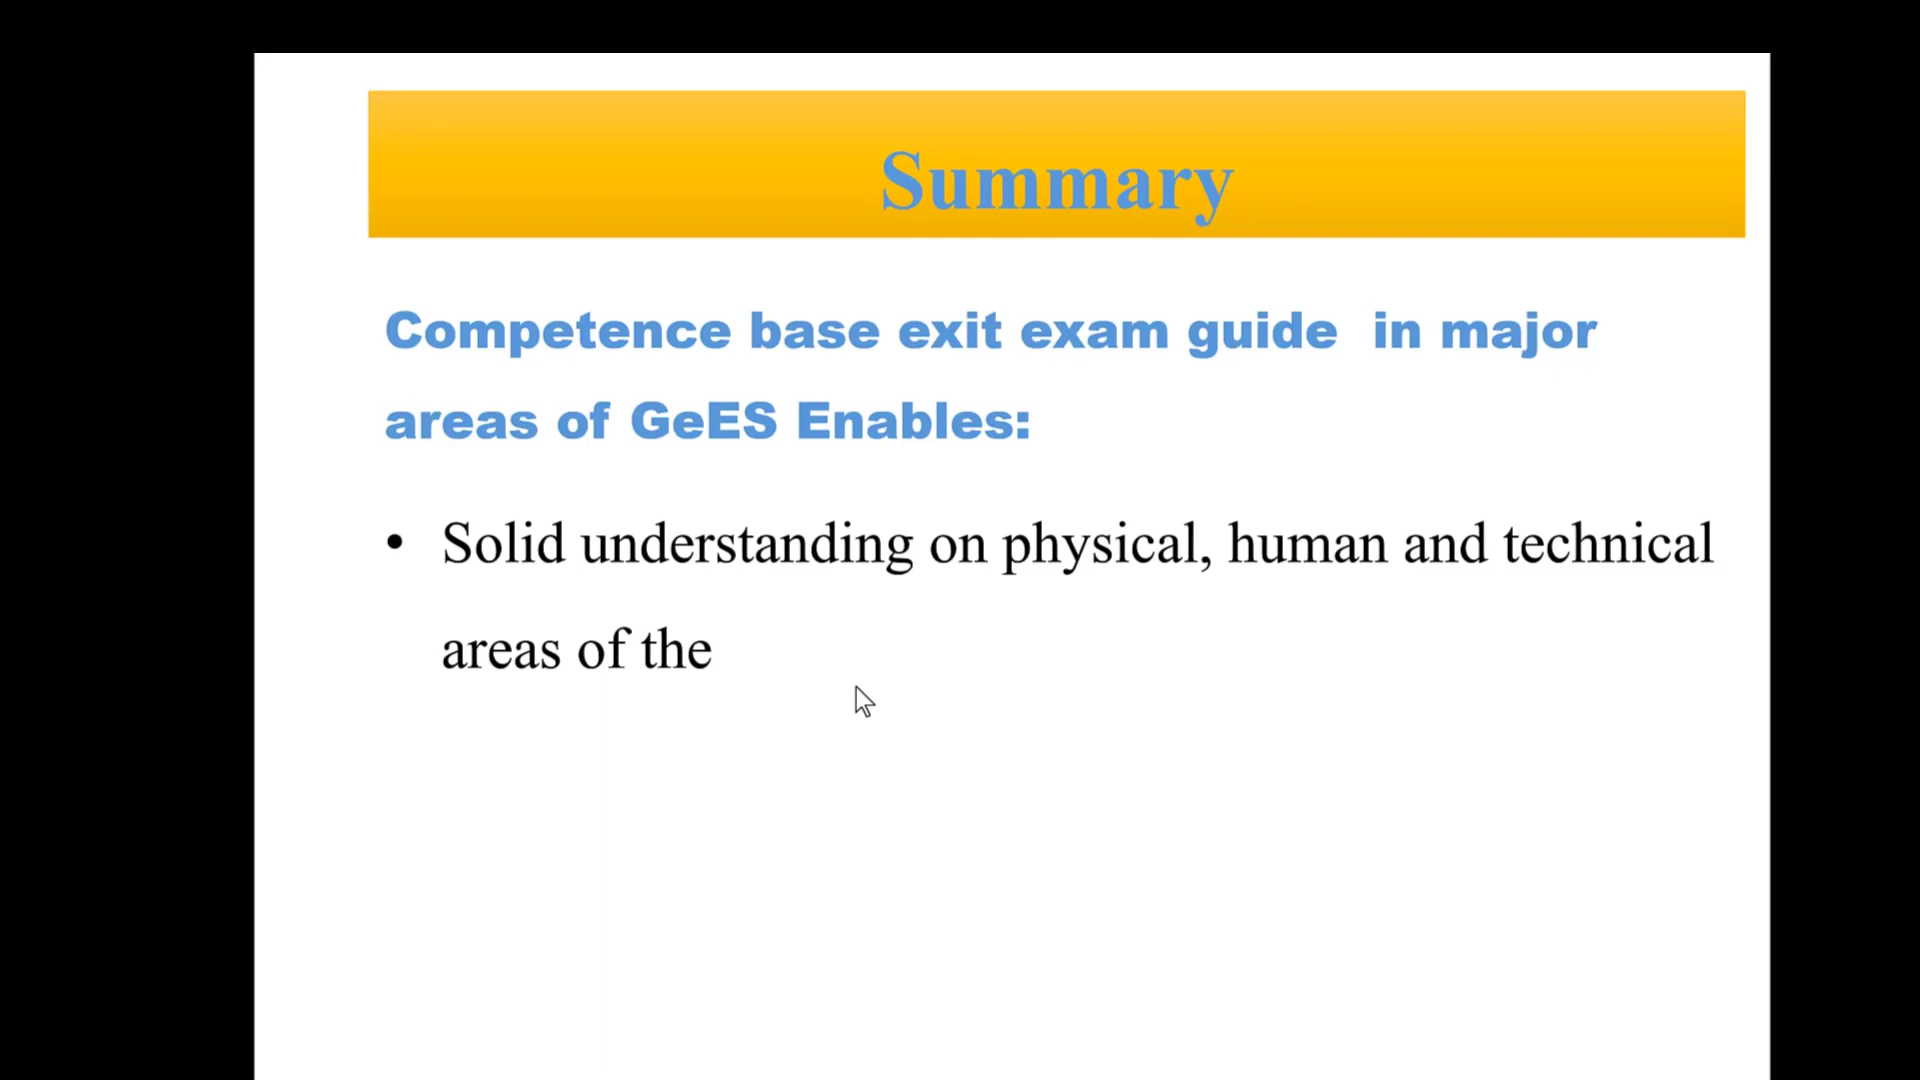 Summary
Competence base exit exam guide  in major
areas of GeES Enables:
• Solid understanding on physical, human and technical
areas of the